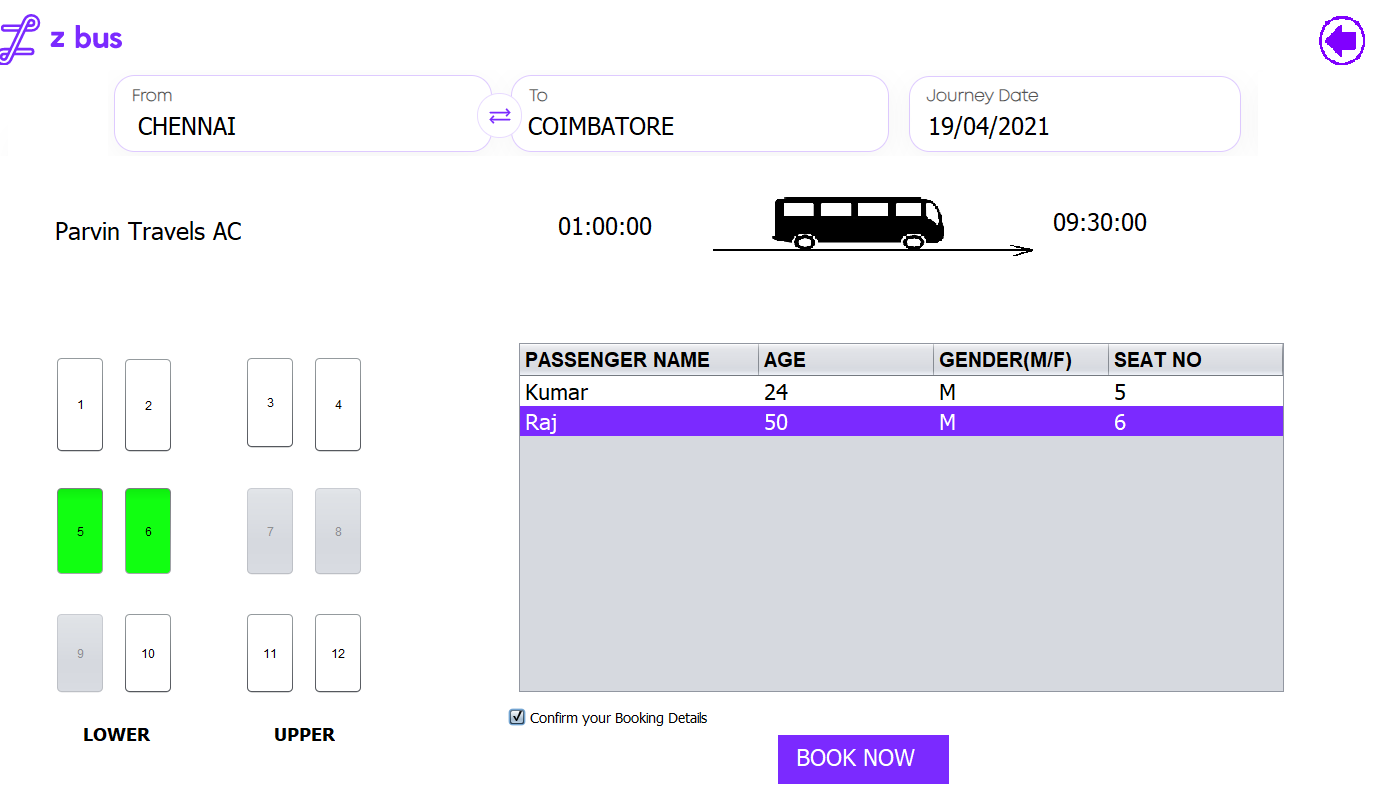 z bus
From To Journey Date
CHENNAI COIMBATORE 19/04/2021
Parvin Travels AC 01:00:00 09:30:00
PASSENGER NAME AGE GENDER(M/F) SEAT NO
Kumar 24 M 5
Raj 50 M 6
1 2 3 4
5 6 7 8
9 10 11 12
LOWER UPPER
Confirm your Booking Details
BOOK NOW